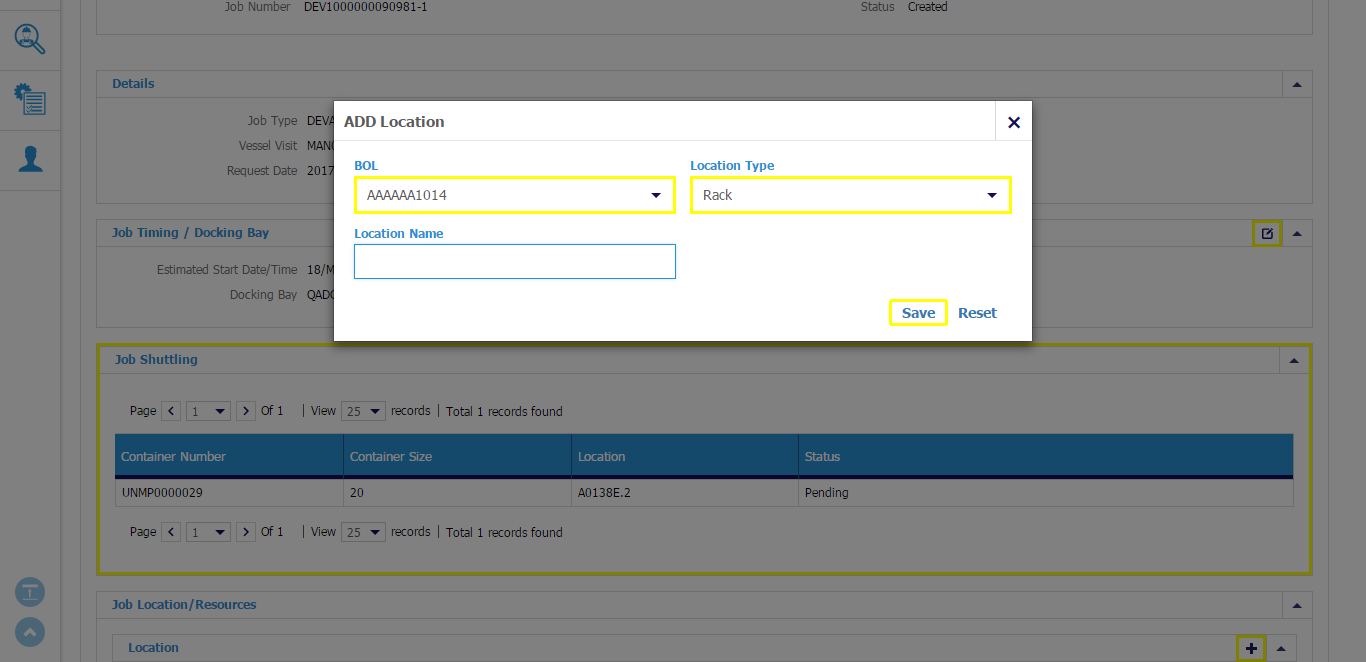 Job Number DEV1000000090981-1 Status Created
Details
ADD Location
Job Type DEVA
Vessel Visit
Request Date 2017
BOL Location Type
AAAAAA1014 Rack
Location Name
Job Timing / Docking Bay
Estimated Start Date/Time 18/M
Docking Bay
Save Reset
Job Shuttling
Page 1 Of 1 | View 25 records | Total 1 records found
Container Number Container Size Location Status
UNMP0000029 20 A0138E.2 Pending
Page 1 Of 1 | View 25 records | Total 1 records found
Job Location/Resources
Location